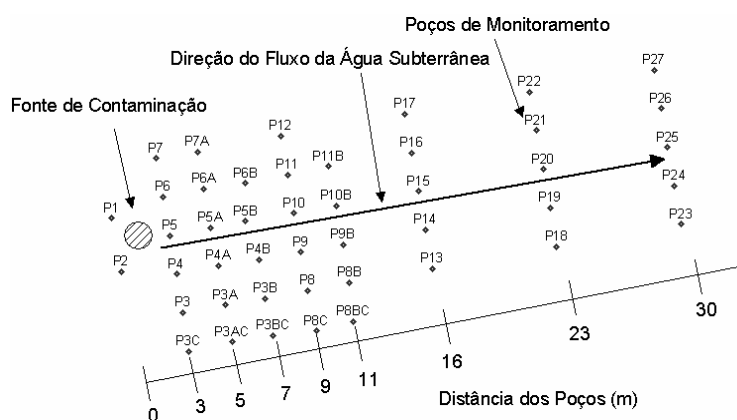 Poços de Monitoramento
Direção do Fluxo da Água Subterrânea
Fonte de Contaminação
P27
P22
P26
P17
P21
P12
P25
P7 P7A
P16
P20
P11 P11B
P24
P6 P6A P6B
P15
P19
P10 P10B
P23
P1
P5 P5A P5B
P14
P18
P9 P9B
P2
P4 P4A P4B
P13
P8 P8B
P3 P3A P3B
P8C P8BC
P3C P3AC P3BC
0 3 5 7 9 11 16 23 30
Distância dos Poços (m)